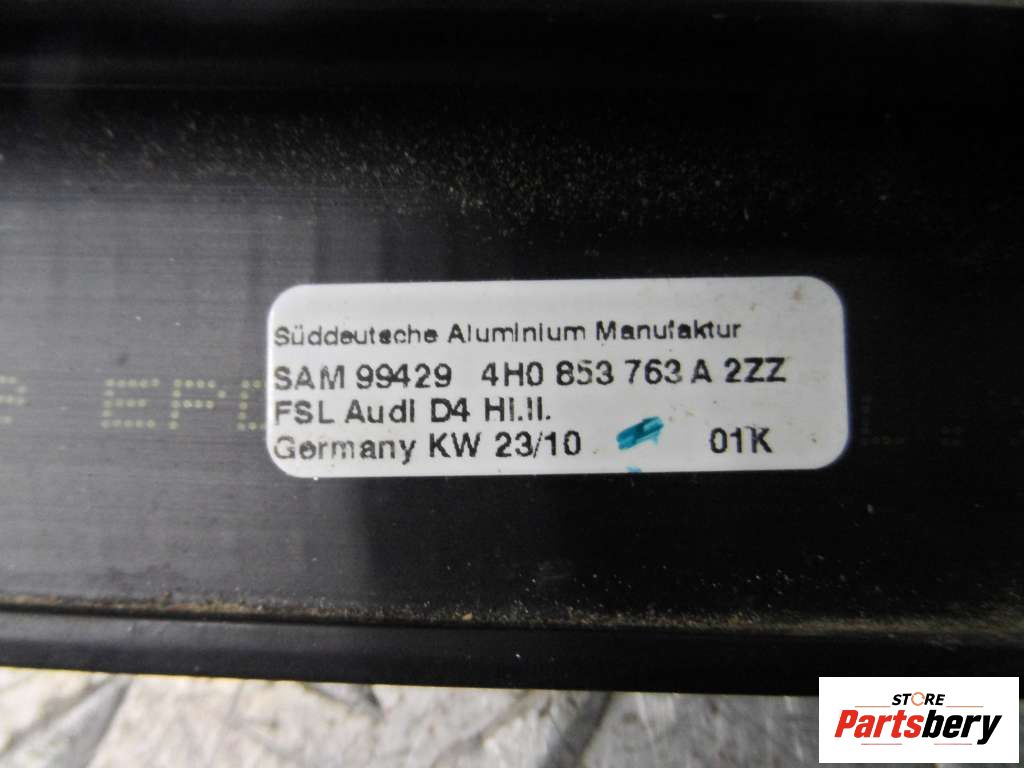 Süddeutsche Aluminium Manufaktur
SAM 99429 4H0 853 763 A 2ZZ
FSL Audi D4 HI.II.
Germany KW 23/10 01K
STORE
Partsbery